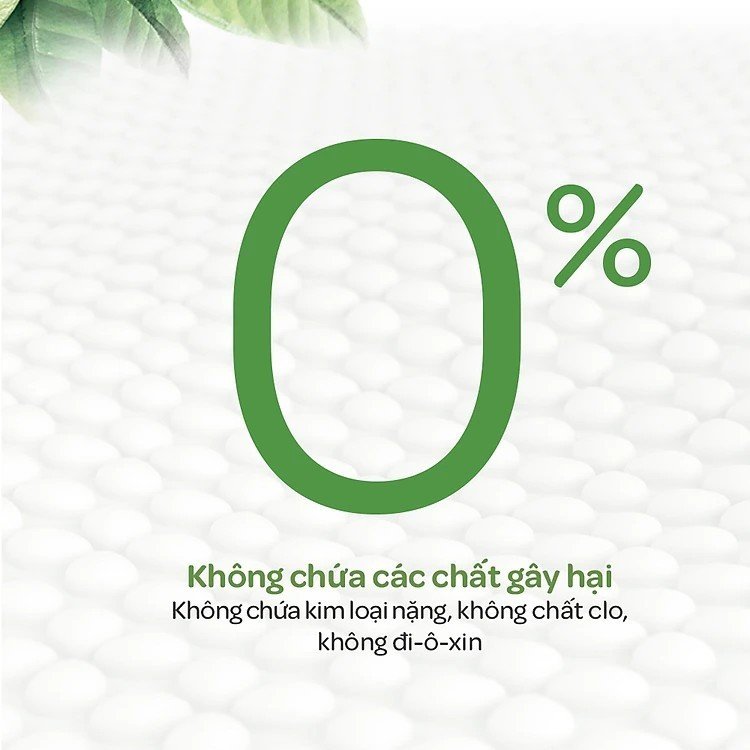 0%
Không chứa các chất gây hại
Không chứa kim loại nặng, không chất clo,
không đi-ô-xin